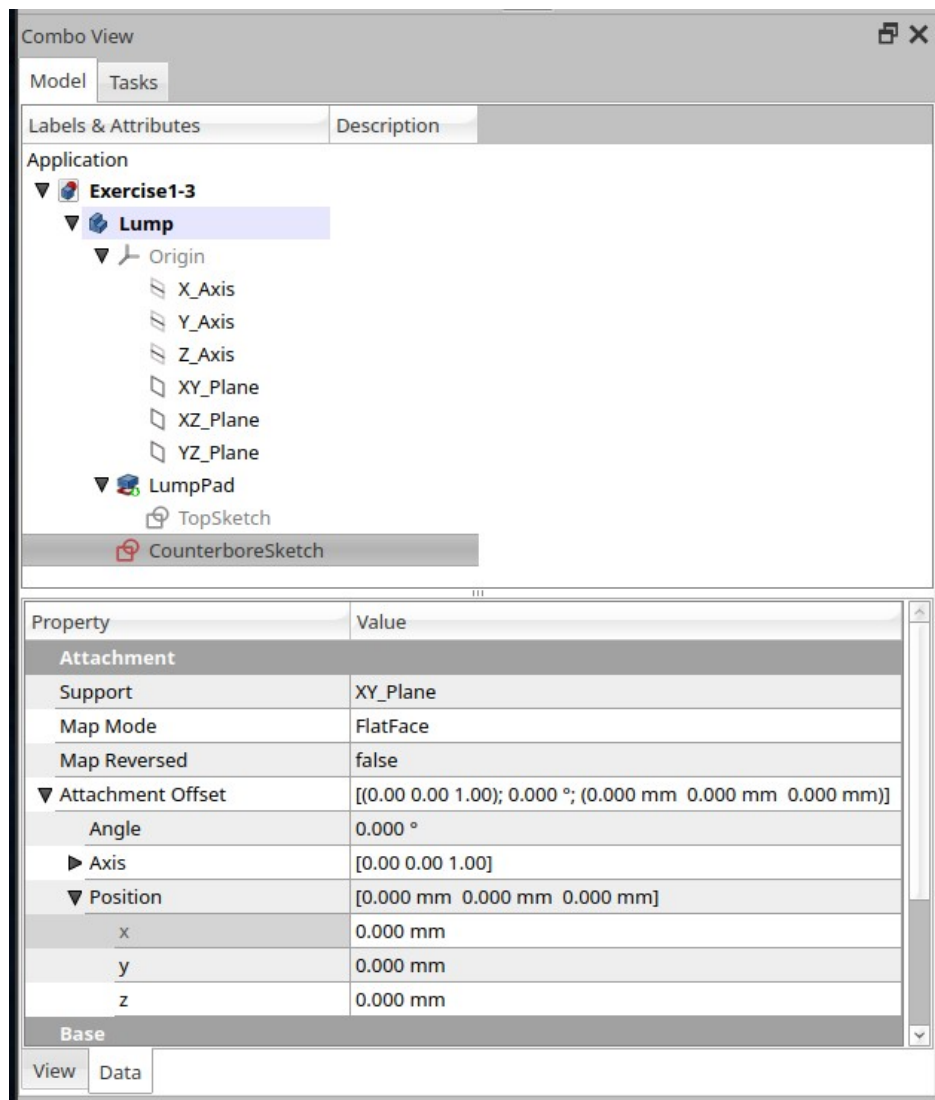 Combo View
Model Tasks
Labels & Attributes Description
Application
Exercise1-3
Lump
Origin
X_Axis
Y_Axis
Z_Axis
XY_Plane
XZ_Plane
YZ_Plane
LumpPad
TopSketch
CounterboreSketch
Property Value
Attachment
Support XY_Plane
Map Mode FlatFace
Map Reversed false
Attachment Offset [(0.00 0.00 1.00); 0.000 °; (0.000 mm 0.000 mm 0.000 mm)]
Angle 0.000 °
Axis [0.00 0.00 1.00]
Position [0.000 mm 0.000 mm 0.000 mm]
x 0.000 mm
y 0.000 mm
z 0.000 mm
Base
View Data